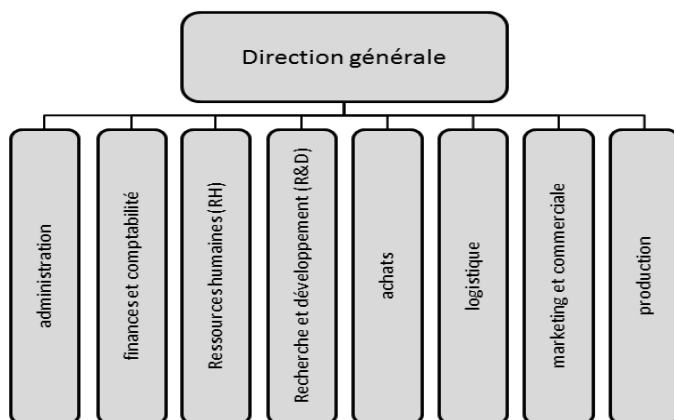 Direction générale
administration
finances et comptabilité
Ressources humaines (RH)
Recherche et développement (R&D)
achats
logistique
marketing et commerciale
production